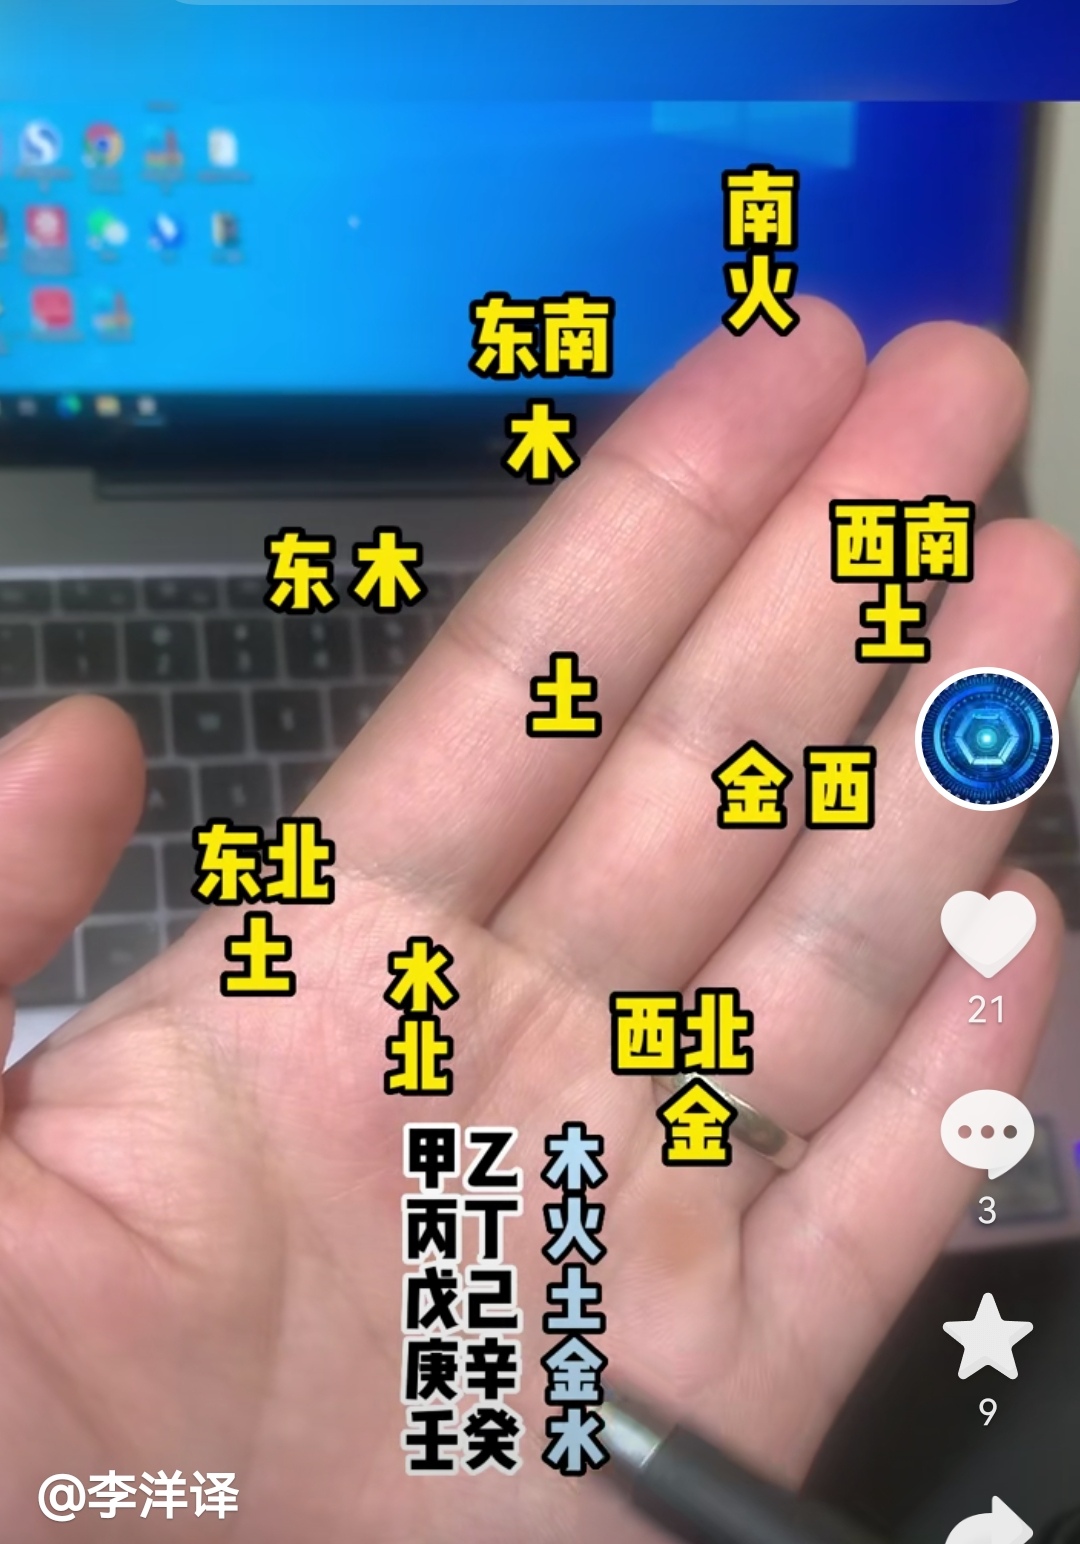 南
火
东南
木
东 木
西南
土
土
金 西
东北
土
水
北
西北
金
甲乙 木
丙丁 火
戊己 土
庚辛 金
壬癸 水
21
3
9
@李洋译